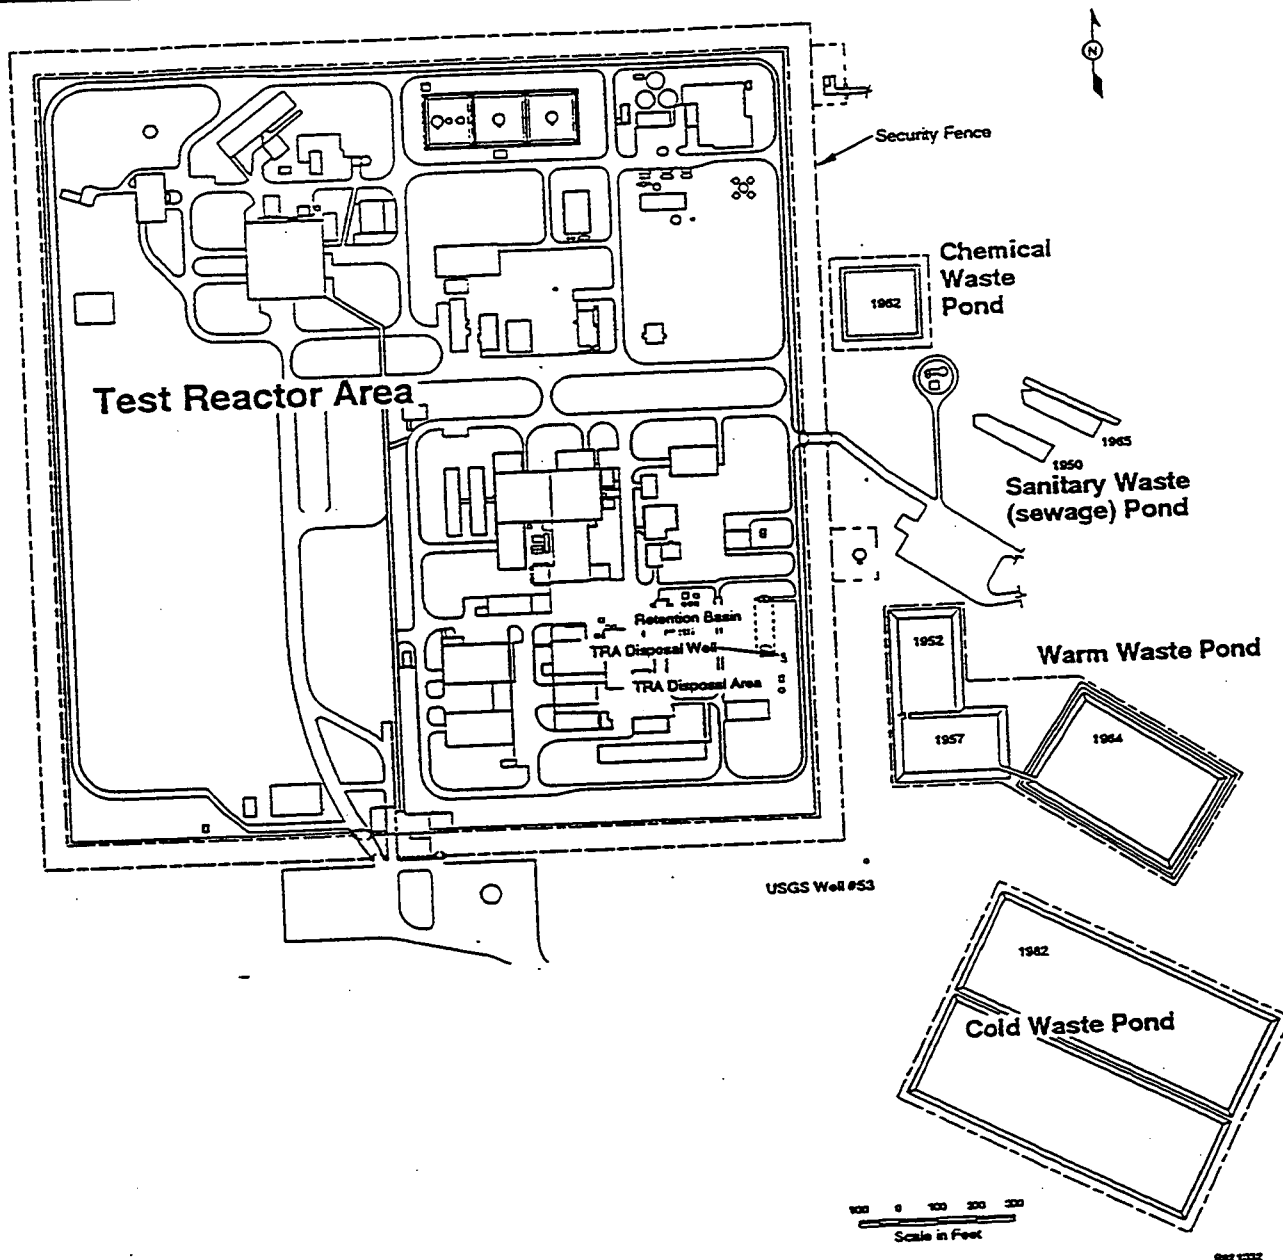 N
Security Fence
Chemical
Waste
Pond
1962
Test Reactor Area
1965
1950
Sanitary Waste
(sewage) Pond
Retention Basin
TRA Disposal Well
TRA Disposal Area
1952
Warm Waste Pond
1957
1964
USGS Well #53
1982
Cold Waste Pond
100 0 100 200 300
Scale in Feet